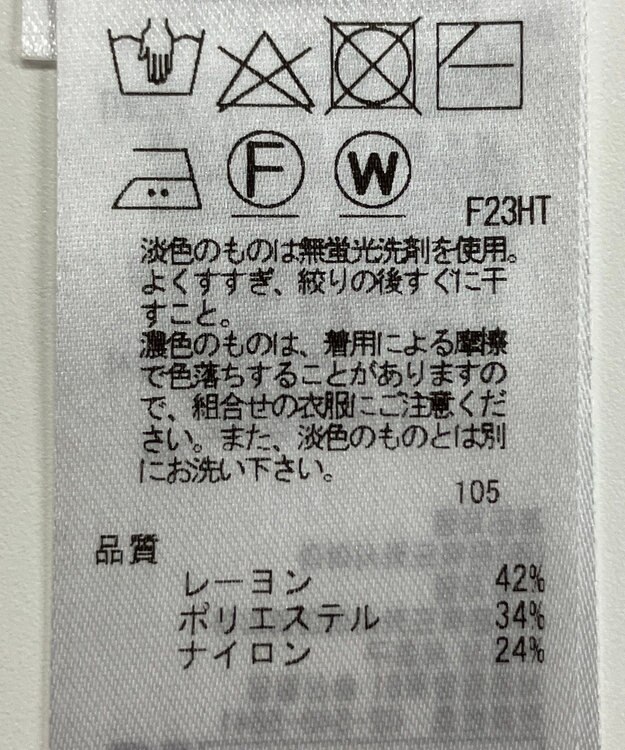 F
W
F23HT
淡色のものは無蛍光洗剤を使用。
よくすすぎ、絞りの後すぐに干
すこと。
濃色のものは、着用による摩擦
で色落ちすることがありますの
で、組合せの衣服にご注意くだ
さい。また、淡色のものとは別
にお洗い下さい。
105
品質
レーヨン 42%
ポリエステル 34%
ナイロン 24%